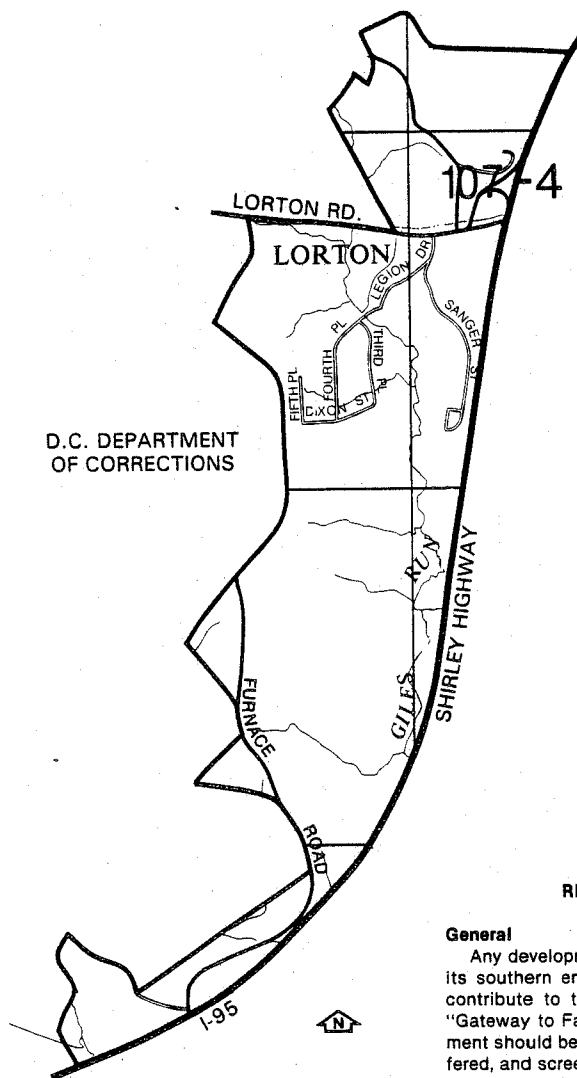 107-4
LORTON RD.
LORTON
LEGION DR
SANGER ST
FOURTH PL
THIRD PL
FIFTH PL
DIXON ST
D.C. DEPARTMENT
OF CORRECTIONS
GILES RUN
SHIRLEY HIGHWAY
FURNACE ROAD
I-95
N
General
Any developm
its southern en
contribute to t
"Gateway to Fa
ment should be
fered, and scree